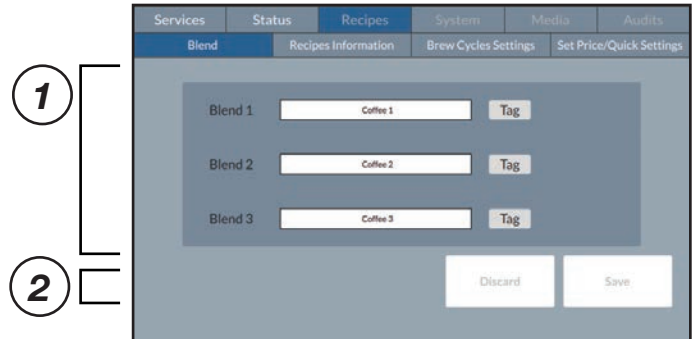 Services Status Recipes System Media Audits
Blend Recipes Information Brew Cycles Settings Set Price/Quick Settings
1
Blend 1 Coffee 1 Tag
Blend 2 Coffee 2 Tag
Blend 3 Coffee 3 Tag
2
Discard Save